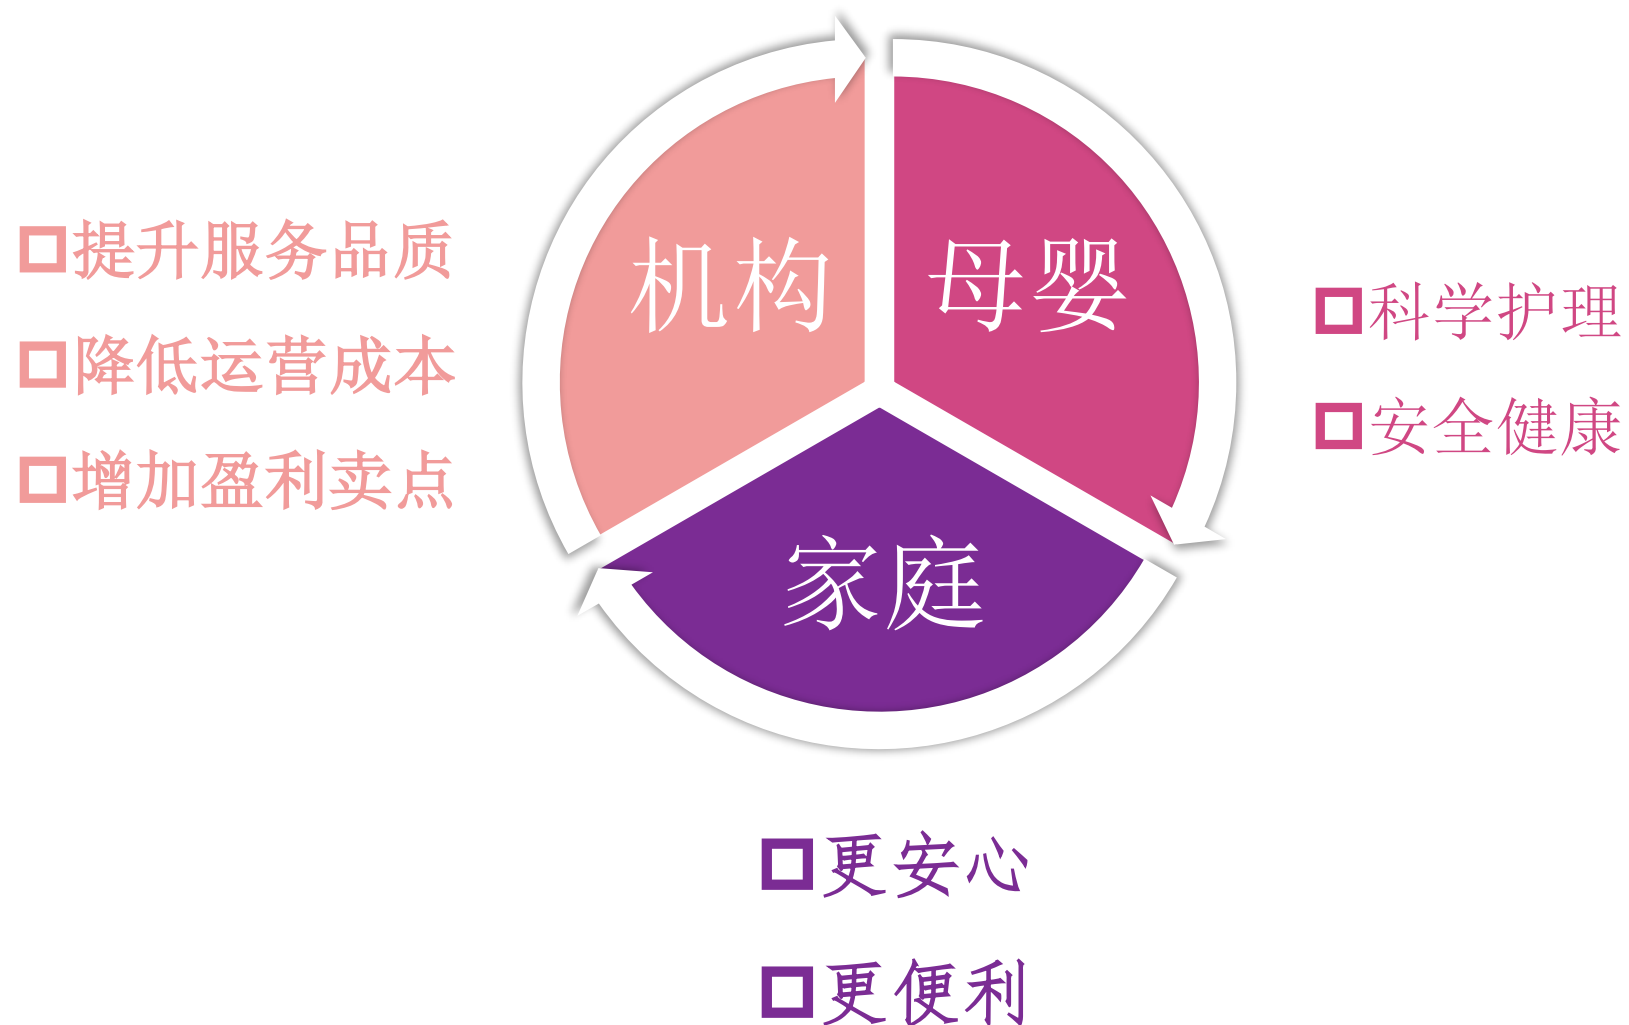 机构
母婴
家庭
提升服务品质
降低运营成本
增加盈利卖点
科学护理
安全健康
更安心
更便利